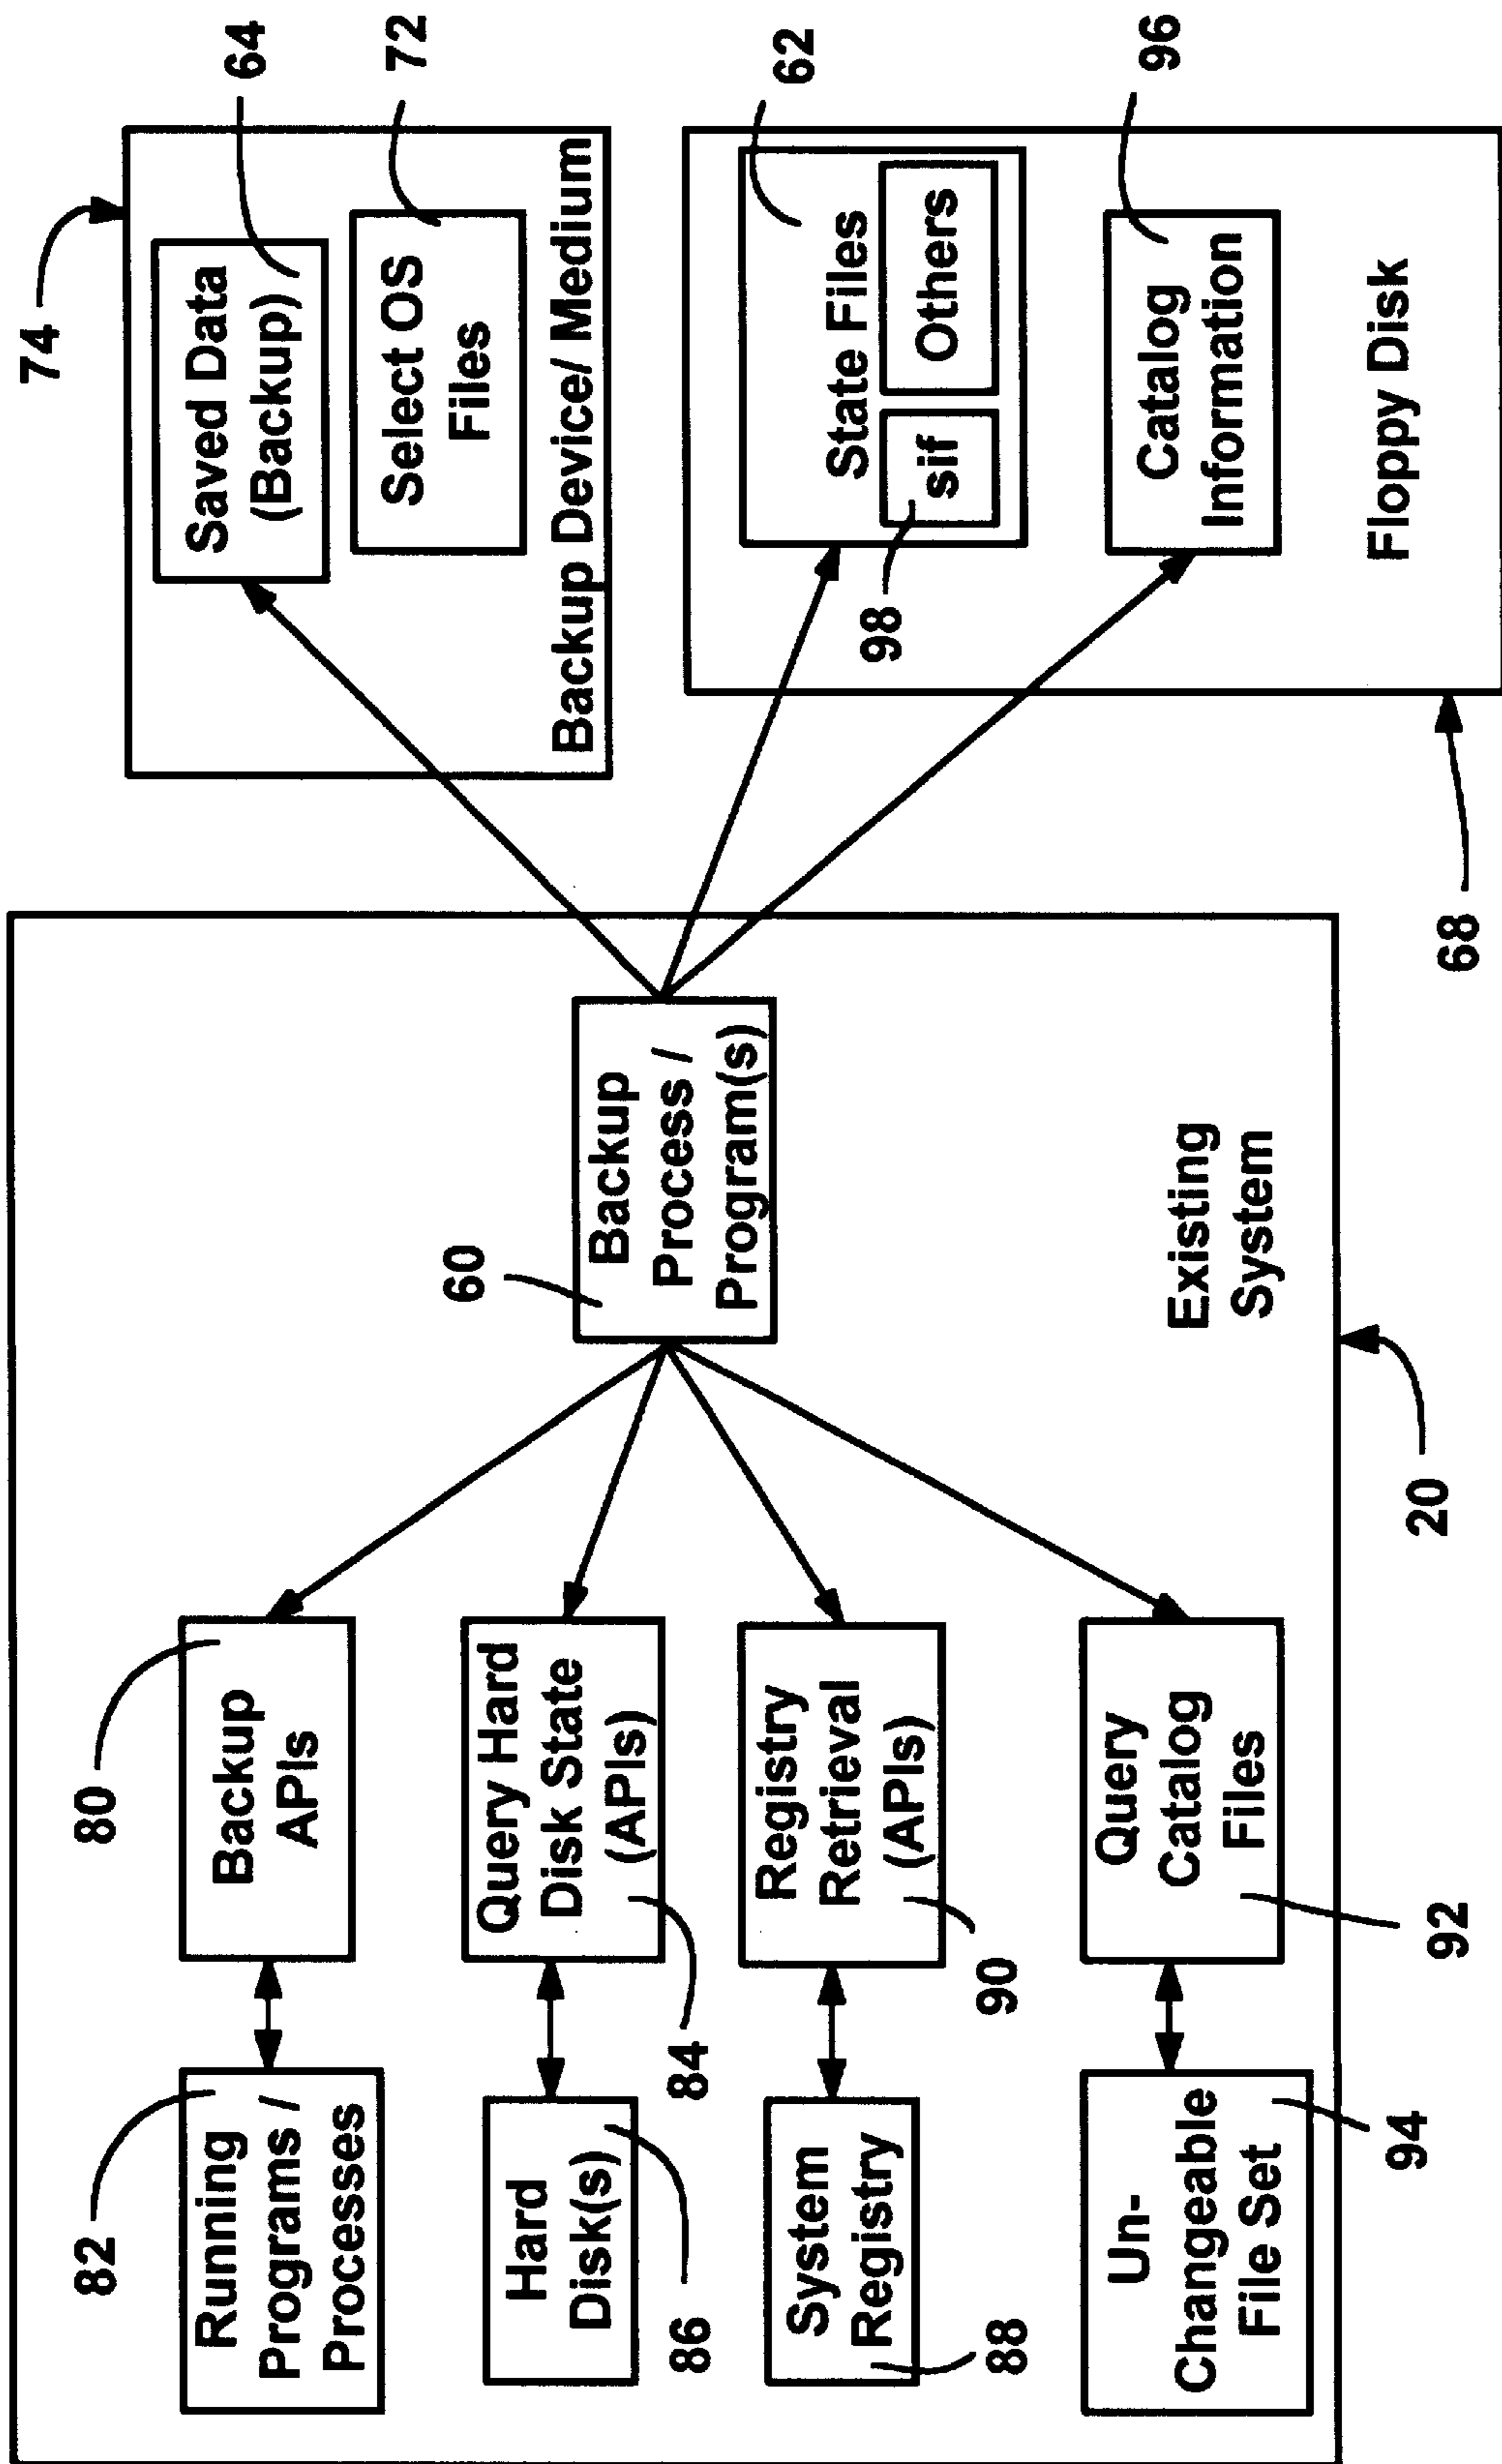 74
64
Saved Data
(Backup)
72
Select OS
Files
Backup Device/ Medium
62
State Files
98
sif
Others
96
Catalog
Information
Floppy Disk
68
60
Backup
Process /
Program(s)
Existing
System
20
80
Backup
APIs
Query Hard
Disk State
(APIs)
84
Registry
Retrieval
(APIs)
90
Query
Catalog
Files
92
82
Running
Programs /
Processes
Hard
Disk(s)
86
System
Registry
88
Un-
Changeable
File Set
94